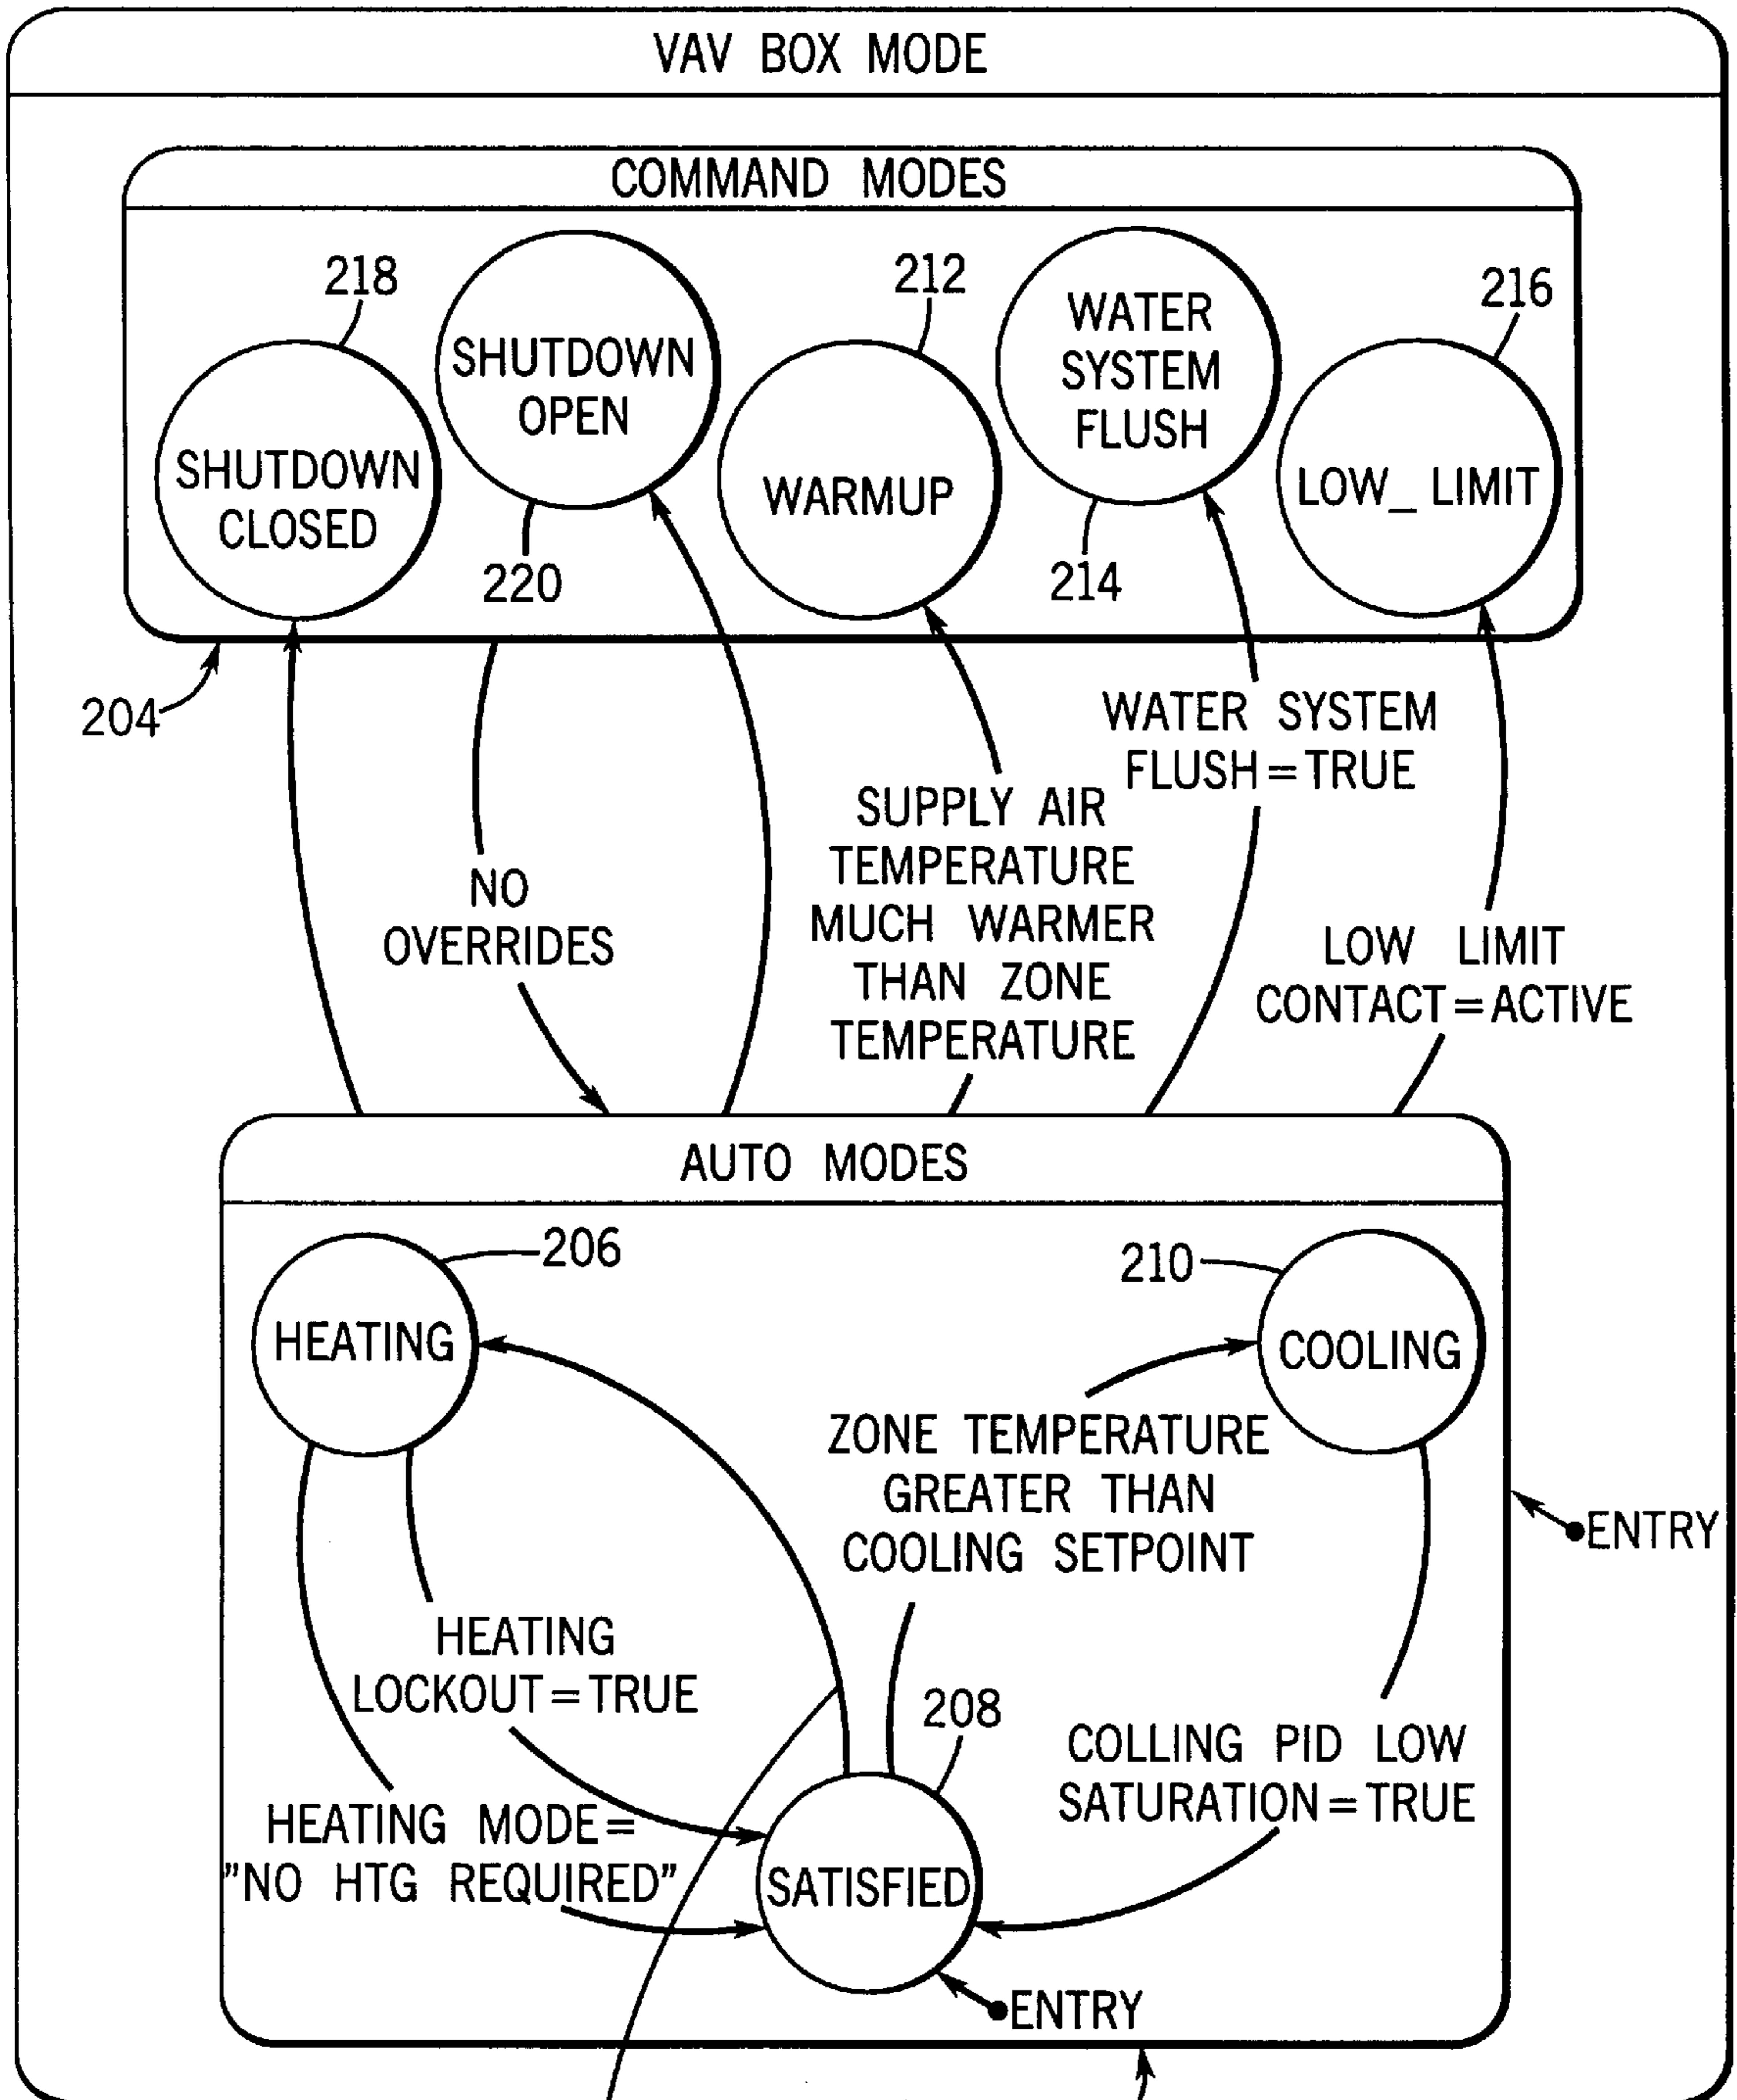 VAV BOX MODE
COMMAND MODES
218
212
216
SHUTDOWN
CLOSED
SHUTDOWN
OPEN
WARMUP
WATER
SYSTEM
FLUSH
LOW_LIMIT
220
214
204
NO
OVERRIDES
SUPPLY AIR
TEMPERATURE
MUCH WARMER
THAN ZONE
TEMPERATURE
WATER SYSTEM
FLUSH=TRUE
LOW LIMIT
CONTACT=ACTIVE
AUTO MODES
206
210
HEATING
COOLING
ZONE TEMPERATURE
GREATER THAN
COOLING SETPOINT
ENTRY
HEATING
LOCKOUT=TRUE
208
COLLING PID LOW
SATURATION=TRUE
HEATING MODE=
"NO HTG REQUIRED"
SATISFIED
ENTRY